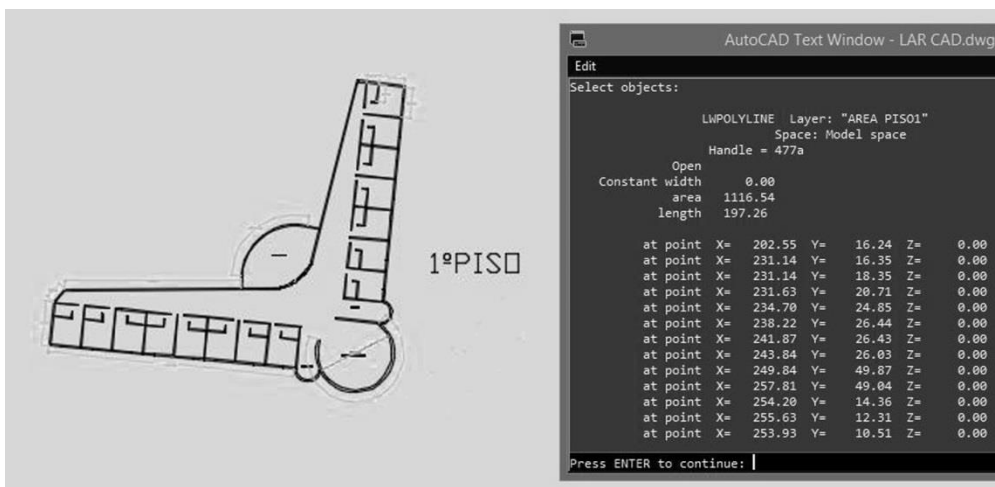 1ºPISO
AutoCAD Text Window - LAR CAD.dwg
Edit
Select objects:
LWPOLYLINE Layer: "AREA PISO1"
Space: Model space
Handle = 477a
Open
Constant width 0.00
area 1116.54
length 197.26
at point X= 202.55 Y= 16.24 Z= 0.00
at point X= 231.14 Y= 16.35 Z= 0.00
at point X= 231.14 Y= 18.35 Z= 0.00
at point X= 231.63 Y= 20.71 Z= 0.00
at point X= 234.70 Y= 24.85 Z= 0.00
at point X= 238.22 Y= 26.44 Z= 0.00
at point X= 241.87 Y= 26.43 Z= 0.00
at point X= 243.84 Y= 26.03 Z= 0.00
at point X= 249.84 Y= 49.87 Z= 0.00
at point X= 257.81 Y= 49.04 Z= 0.00
at point X= 254.20 Y= 14.36 Z= 0.00
at point X= 255.63 Y= 12.31 Z= 0.00
at point X= 253.93 Y= 10.51 Z= 0.00
Press ENTER to continue: